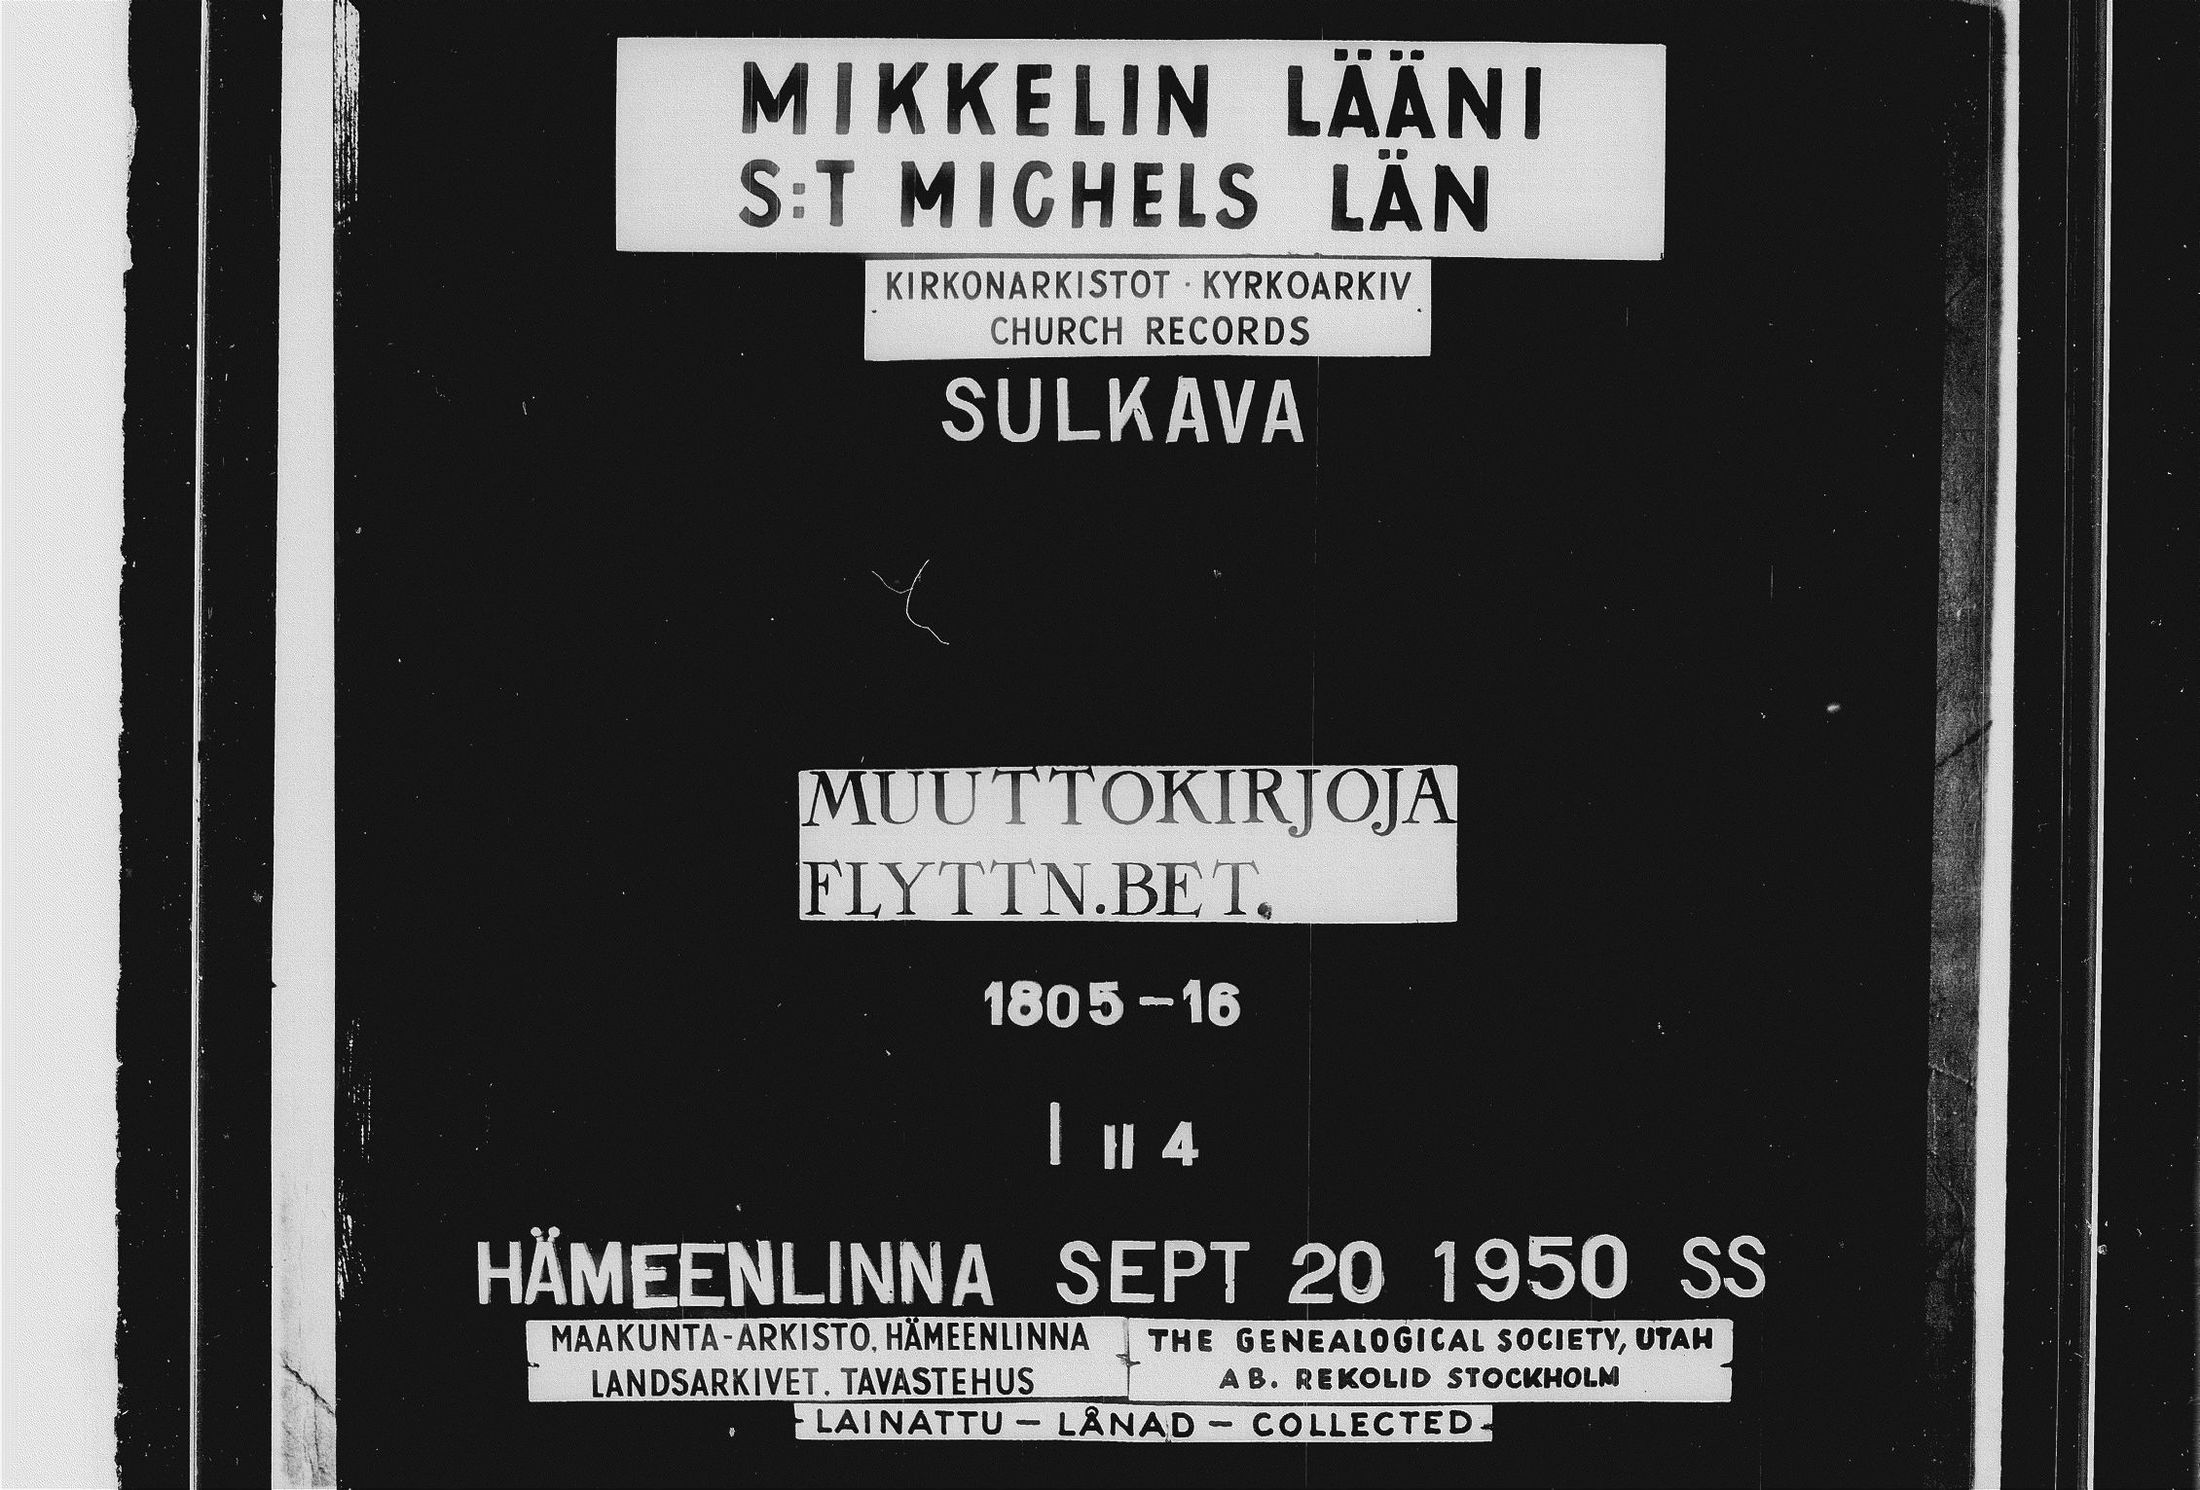 MIKKELIN LÄÄNI
S:T MICHELS LÄN
KIRKONARKISTOT · KYRKOARKIV
CHURCH RECORDS
SULKAVA
MUUTTOKIRJOJA
FLYTTN.BET.
1805-16
I II 4
HÄMEENLINNA SEPT 20 1950 SS
MAAKUNTA-ARKISTO, HÄMEENLINNA
LANDSARKIVET, TAVASTEHUS
THE GENEALOGICAL SOCIETY, UTAH
AB. REKOLID STOCKHOLM
LAINATTU - LÅNAD - COLLECTED